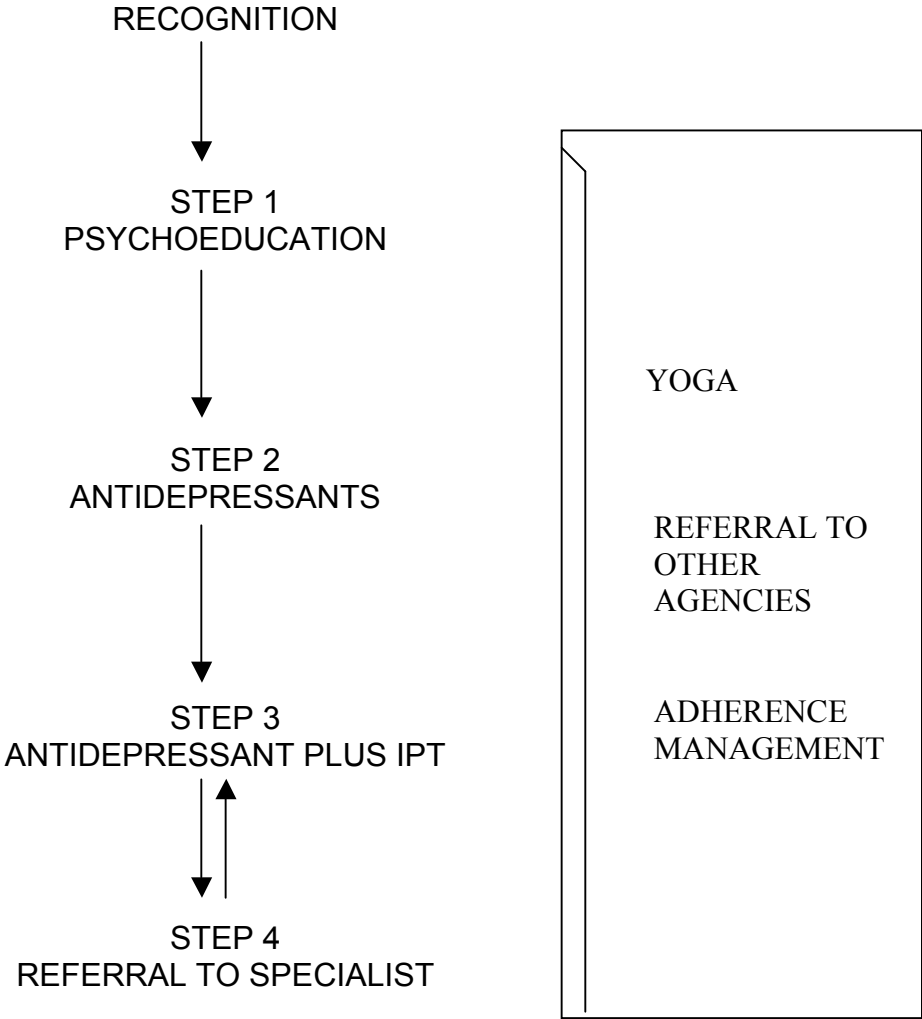 RECOGNITION
STEP 1
PSYCHOEDUCATION
STEP 2
ANTIDEPRESSANTS
STEP 3
ANTIDEPRESSANT PLUS IPT
STEP 4
REFERRAL TO SPECIALIST
YOGA
REFERRAL TO
OTHER
AGENCIES
ADHERENCE
MANAGEMENT